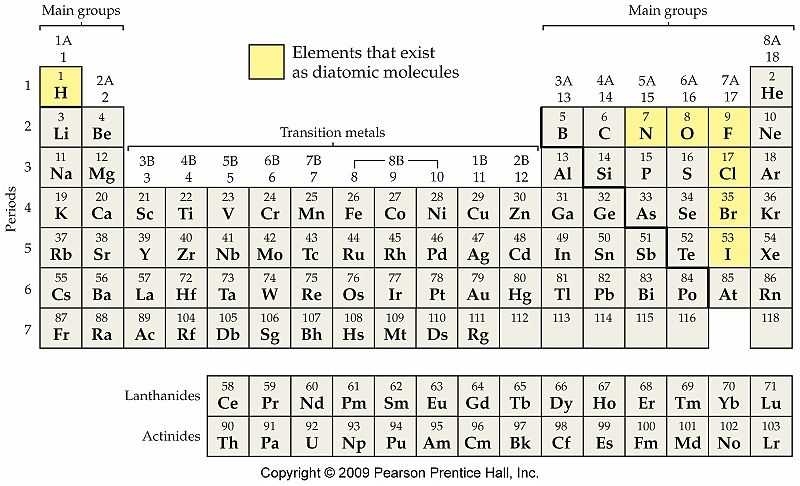 Main groups
Main groups
1A
1
8A
18
Elements that exist
as diatomic molecules
2A
2
3A
13
4A
14
5A
15
6A
16
7A
17
Periods
1
1
H
2
He
2
3
Li
4
Be
Transition metals
5
B
6
C
7
N
8
O
9
F
10
Ne
3
11
Na
12
Mg
3B
3
4B
4
5B
5
6B
6
7B
7
8B
8
9
10
1B
11
2B
12
13
Al
14
Si
15
P
16
S
17
Cl
18
Ar
4
19
K
20
Ca
21
Sc
22
Ti
23
V
24
Cr
25
Mn
26
Fe
27
Co
28
Ni
29
Cu
30
Zn
31
Ga
32
Ge
33
As
34
Se
35
Br
36
Kr
5
37
Rb
38
Sr
39
Y
40
Zr
41
Nb
42
Mo
43
Tc
44
Ru
45
Rh
46
Pd
47
Ag
48
Cd
49
In
50
Sn
51
Sb
52
Te
53
I
54
Xe
6
55
Cs
56
Ba
57
La
72
Hf
73
Ta
74
W
75
Re
76
Os
77
Ir
78
Pt
79
Au
80
Hg
81
Tl
82
Pb
83
Bi
84
Po
85
At
86
Rn
7
87
Fr
88
Ra
89
Ac
104
Rf
105
Db
106
Sg
107
Bh
108
Hs
109
Mt
110
Ds
111
Rg
112
113
114
115
116
118
Lanthanides
58
Ce
59
Pr
60
Nd
61
Pm
62
Sm
63
Eu
64
Gd
65
Tb
66
Dy
67
Ho
68
Er
69
Tm
70
Yb
71
Lu
Actinides
90
Th
91
Pa
92
U
93
Np
94
Pu
95
Am
96
Cm
97
Bk
98
Cf
99
Es
100
Fm
101
Md
102
No
103
Lr
Copyright © 2009 Pearson Prentice Hall, Inc.